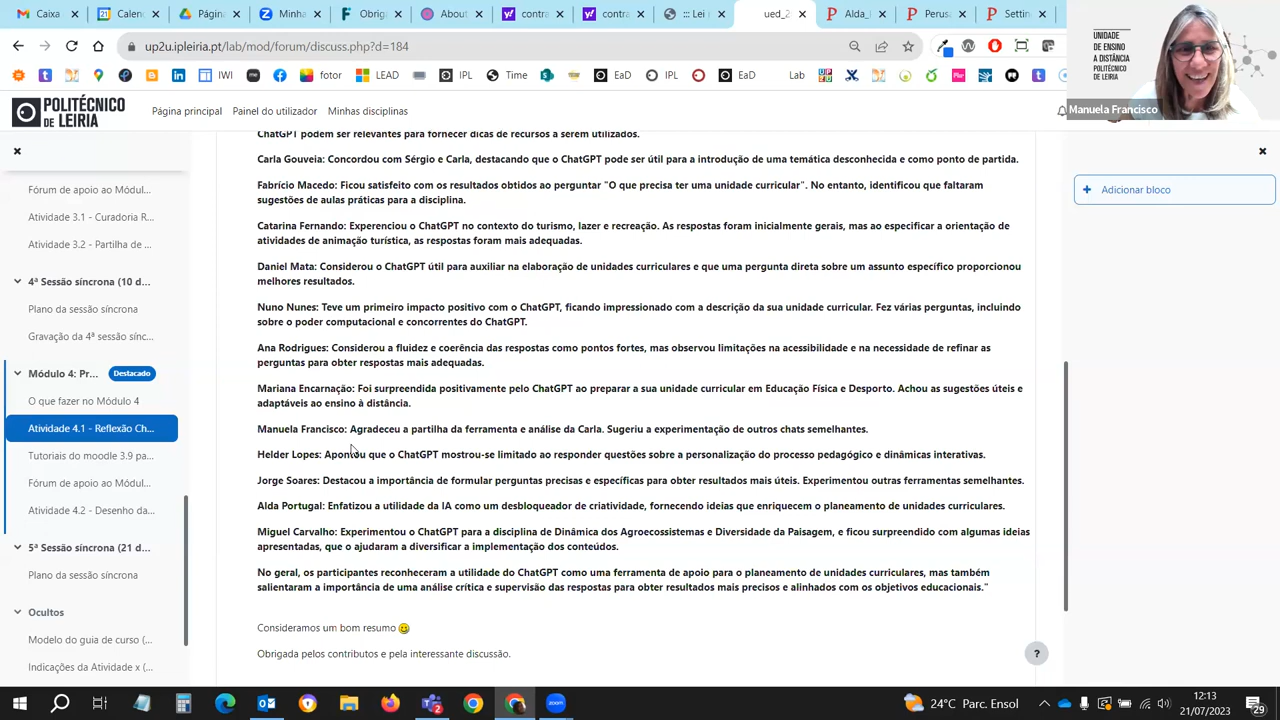 Caixa
(31) V
Sent I
Início
Chat
Obriga
About
contra
contra
:: Lei
ued_2
Alda_I
Perus
Settin
up2u.ipleiria.pt/lab/mod/forum/discuss.php?d=184
IWI
fotor
LEAD
IPL
Time
EaD
IPL
EaD
Lab
UNIDADE
DE ENSINO
A DISTÂNCIA
POLITÉCNICO
DE LEIRIA
Manuela Francisco
POLITÉCNICO
DE LEIRIA
Página principal
Painel do utilizador
Minhas disciplinas
Fórum de apoio ao Módul...
Atividade 3.1 - Curadoria R...
Atividade 3.2 - Partilha de ...
4ª Sessão síncrona (10 d...
Plano da sessão síncrona
Gravação da 4ª sessão sínc...
Módulo 4: Pr...
Destacado
O que fazer no Módulo 4
Atividade 4.1 - Reflexão Ch...
Tutoriais do moodle 3.9 pa...
Fórum de apoio ao Módul...
Atividade 4.2 - Desenho da...
5ª Sessão síncrona (21 d...
Plano da sessão síncrona
Ocultos
Modelo do guia de curso (...
Indicações da Atividade x (...
ChatGPT podem ser relevantes para fornecer dicas de recursos a serem utilizados.
Carla Gouveia: Concordou com Sérgio e Carla, destacando que o ChatGPT pode ser útil para a introdução de uma temática desconhecida e como ponto de partida.
Fabrício Macedo: Ficou satisfeito com os resultados obtidos ao perguntar "O que precisa ter uma unidade curricular". No entanto, identificou que faltaram
sugestões de aulas práticas para a disciplina.
Catarina Fernando: Experenciou o ChatGPT no contexto do turismo, lazer e recreação. As respostas foram inicialmente gerais, mas ao especificar a orientação de
atividades de animação turística, as respostas foram mais adequadas.
Daniel Mata: Considerou o ChatGPT útil para auxiliar na elaboração de unidades curriculares e que uma pergunta direta sobre um assunto específico proporcionou
melhores resultados.
Nuno Nunes: Teve um primeiro impacto positivo com o ChatGPT, ficando impressionado com a descrição da sua unidade curricular. Fez várias perguntas, incluindo
sobre o poder computacional e concorrentes do ChatGPT.
Ana Rodrigues: Considerou a fluidez e coerência das respostas como pontos fortes, mas observou limitações na acessibilidade e na necessidade de refinar as
perguntas para obter respostas mais adequadas.
Mariana Encarnação: Foi surpreendida positivamente pelo ChatGPT ao preparar a sua unidade curricular em Educação Física e Desporto. Achou as sugestões úteis e
adaptáveis ao ensino à distância.
Manuela Francisco: Agradeceu a partilha da ferramenta e análise da Carla. Sugeriu a experimentação de outros chats semelhantes.
Helder Lopes: Apontou que o ChatGPT mostrou-se limitado ao responder questões sobre a personalização do processo pedagógico e dinâmicas interativas.
Jorge Soares: Destacou a importância de formular perguntas precisas e específicas para obter resultados mais úteis. Experimentou outras ferramentas semelhantes.
Alda Portugal: Enfatizou a utilidade da IA como um desbloqueador de criatividade, fornecendo ideias que enriquecem o planeamento de unidades curriculares.
Miguel Carvalho: Experimentou o ChatGPT para a disciplina de Dinâmica dos Agroecossistemas e Diversidade da Paisagem, e ficou surpreendido com algumas ideias
apresentadas, que o ajudaram a diversificar a implementação dos conteúdos.
No geral, os participantes reconheceram a utilidade do ChatGPT como uma ferramenta de apoio para o planeamento de unidades curriculares, mas também
salientaram a importância de uma análise crítica e supervisão das respostas para obter resultados mais precisos e alinhados com os objetivos educacionais."
Consideramos um bom resumo
Obrigada pelos contributos e pela interessante discussão.
Adicionar bloco
?
24°C Parc. Ensol
12:13
21/07/2023
29